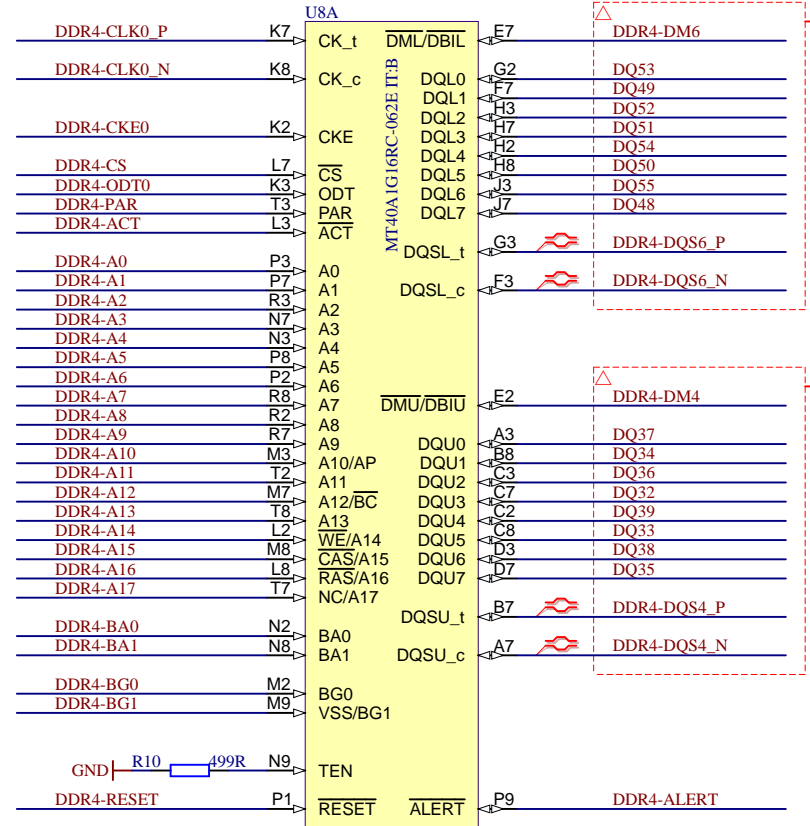 U8A
DDR4-CLK0_P K7 CK_t DML/DBIL E7 DDR4-DM6
DDR4-CLK0_N K8 CK_c DQL0 G2 DQ53
DQL1 F7 DQ49
DQL2 H3 DQ52
DDR4-CKE0 K2 CKE DQL3 H7 DQ51
DQL4 H2 DQ54
DDR4-CS L7 CS DQL5 H8 DQ50
DDR4-ODT0 K3 ODT DQL6 J3 DQ55
DDR4-PAR T3 PAR DQL7 J7 DQ48
DDR4-ACT L3 ACT
MT40A1G16RC-062E IT:B
DQSL_t G3 DDR4-DQS6_P
DDR4-A0 P3 A0
DDR4-A1 P7 A1 DQSL_c F3 DDR4-DQS6_N
DDR4-A2 R3 A2
DDR4-A3 N7 A3
DDR4-A4 N3 A4
DDR4-A5 P8 A5
DDR4-A6 P2 A6
DDR4-A7 R8 A7 DMU/DBIU E2 DDR4-DM4
DDR4-A8 R2 A8
DDR4-A9 R7 A9 DQU0 A3 DQ37
DDR4-A10 M3 A10/AP DQU1 B8 DQ34
DDR4-A11 T2 A11 DQU2 C3 DQ36
DDR4-A12 M7 A12/BC DQU3 C7 DQ32
DDR4-A13 T8 A13 DQU4 C2 DQ39
DDR4-A14 L2 WE/A14 DQU5 C8 DQ33
DDR4-A15 M8 CAS/A15 DQU6 D3 DQ38
DDR4-A16 L8 RAS/A16 DQU7 D7 DQ35
DDR4-A17 T7 NC/A17
DQSU_t B7 DDR4-DQS4_P
DDR4-BA0 N2 BA0
DDR4-BA1 N8 BA1 DQSU_c A7 DDR4-DQS4_N
DDR4-BG0 M2 BG0
DDR4-BG1 M9 VSS/BG1
GND R10 499R N9 TEN
DDR4-RESET P1 RESET ALERT P9 DDR4-ALERT